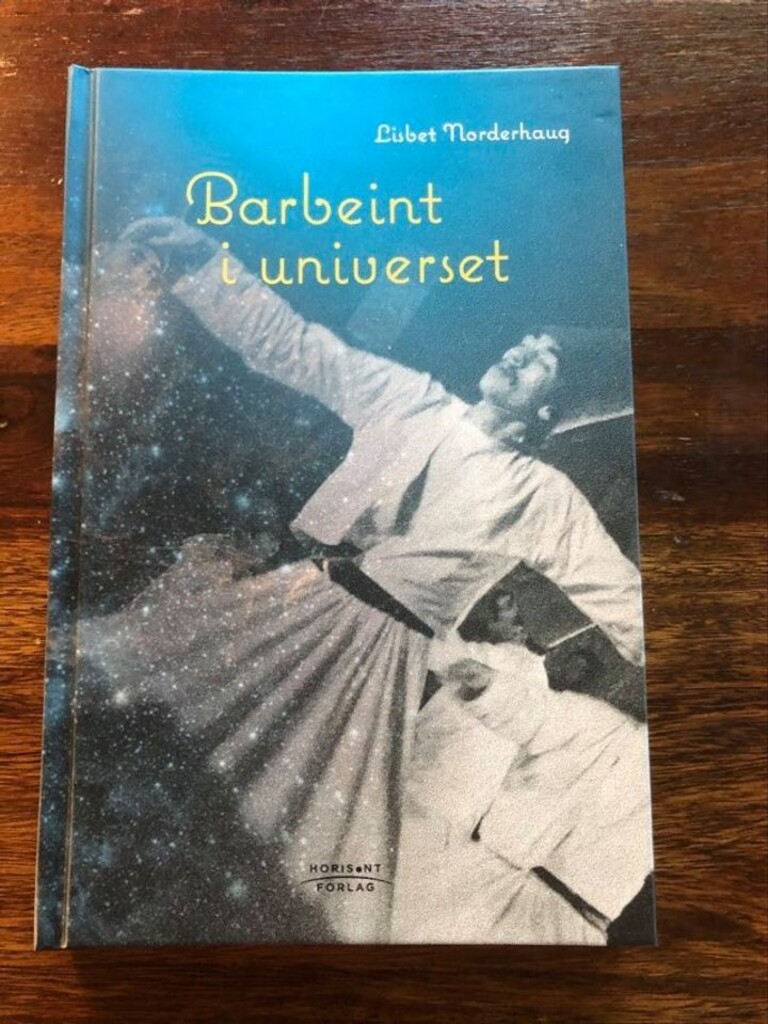 Lisbet Norderhaug
Barbeint
i universet
HORISONT
FORLAG